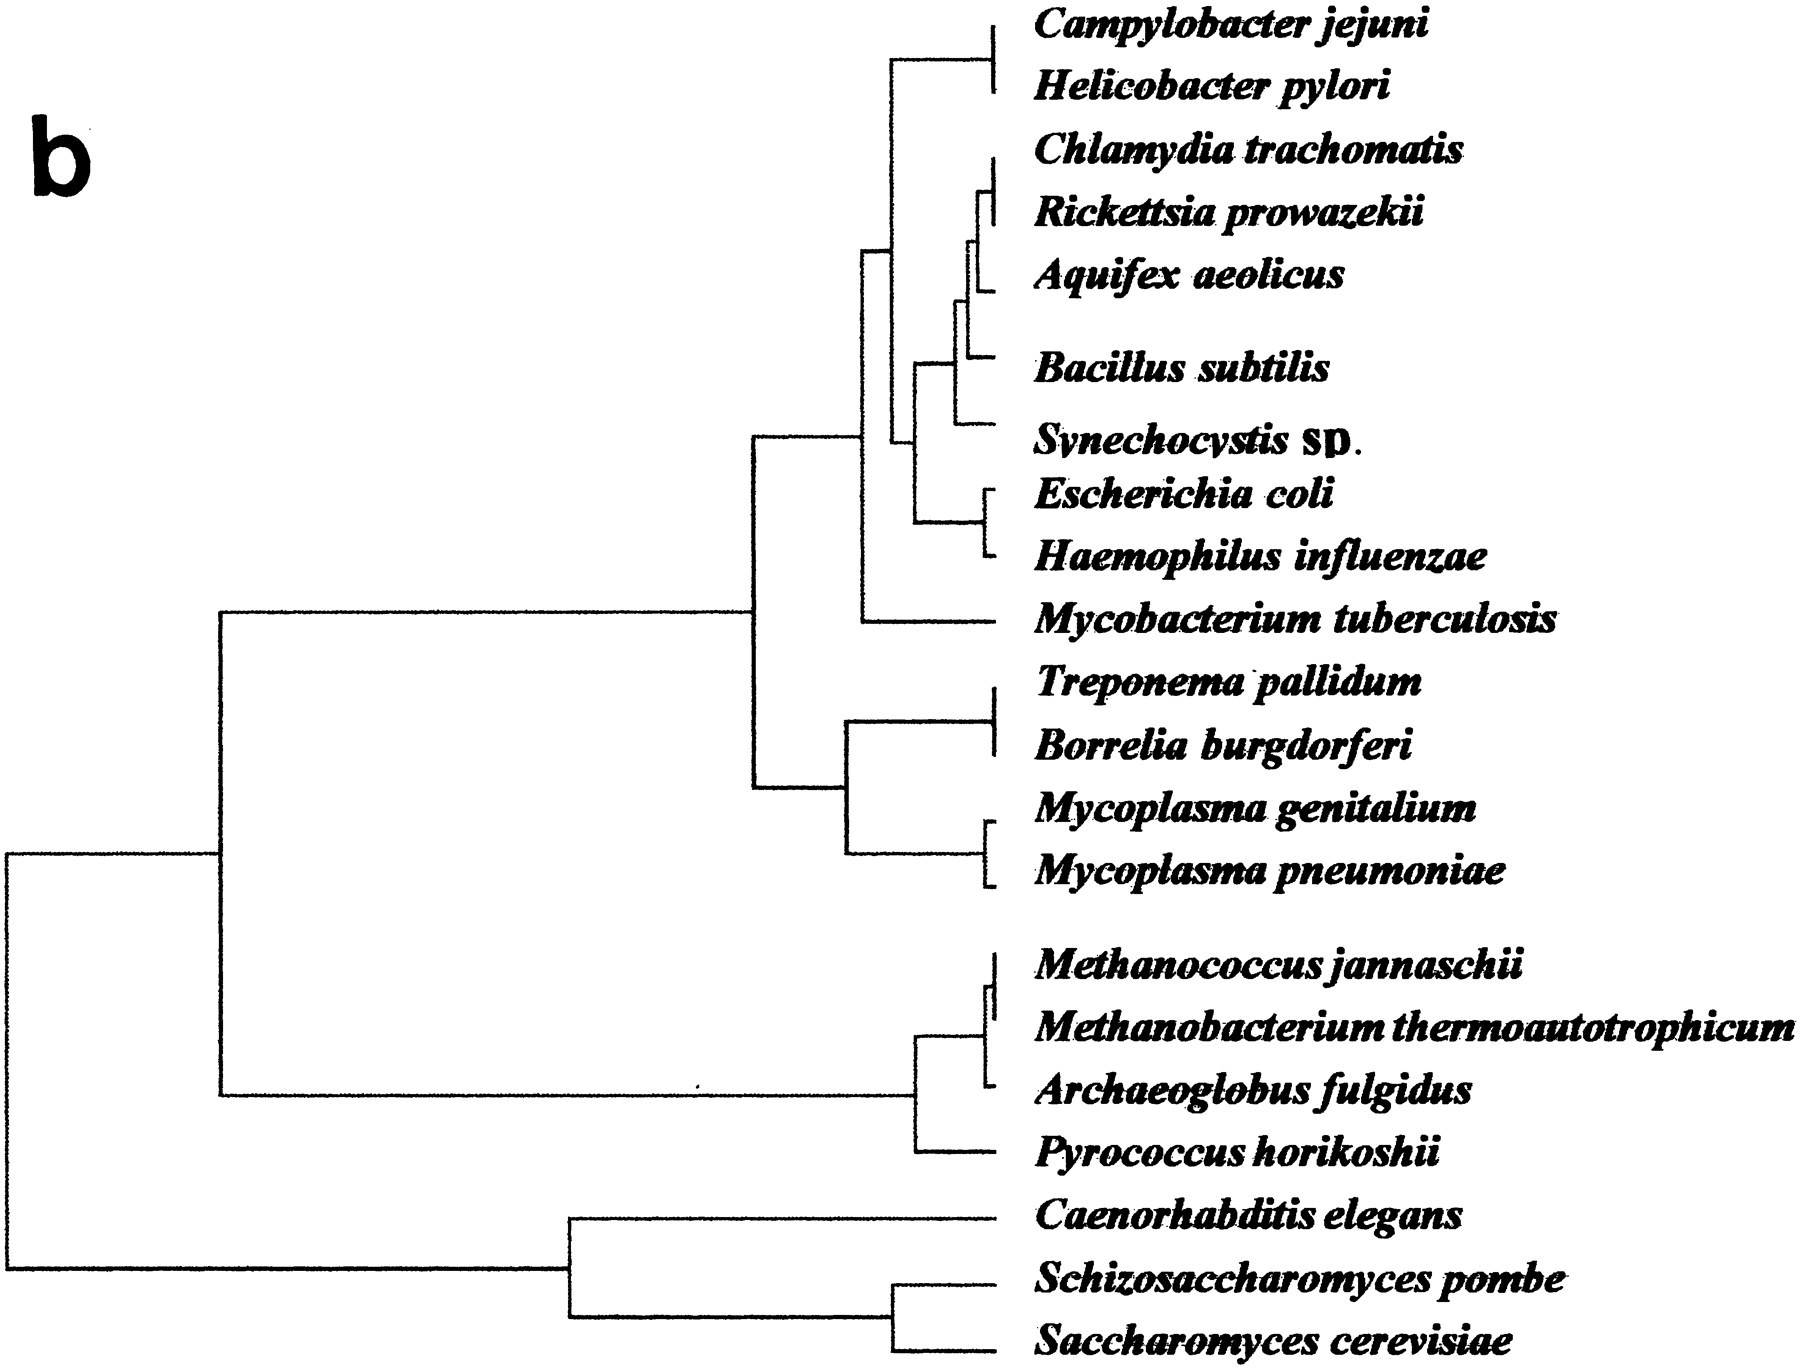 b
Campylobacter jejuni
Helicobacter pylori
Chlamydia trachomatis
Rickettsia prowazekii
Aquifex aeolicus
Bacillus subtilis
Synechocystis sp.
Escherichia coli
Haemophilus influenzae
Mycobacterium tuberculosis
Treponema pallidum
Borrelia burgdorferi
Mycoplasma genitalium
Mycoplasma pneumoniae
Methanococcus jannaschii
Methanobacterium thermoautotrophicum
Archaeoglobus fulgidus
Pyrococcus horikoshii
Caenorhabditis elegans
Schizosaccharomyces pombe
Saccharomyces cerevisiae